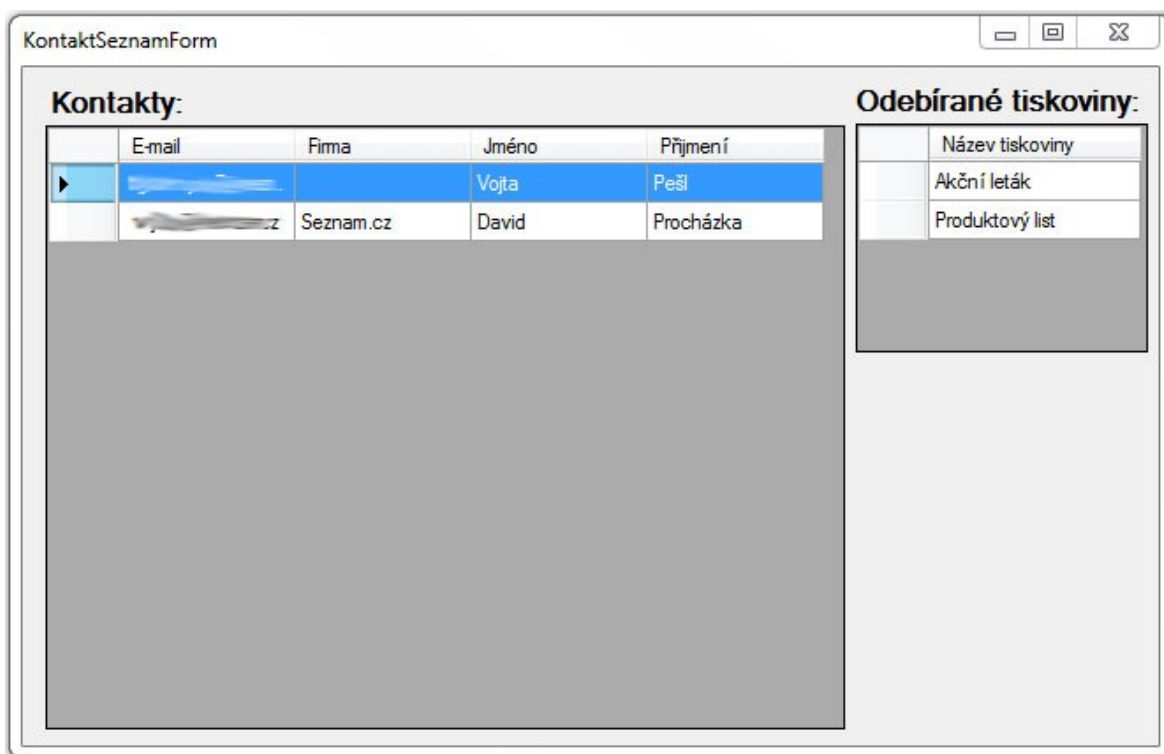 KontaktSeznamForm
Kontakty:
E-mail Firma Jméno Přijmení
Vojta Pešl
Seznam.cz David Procházka
Odebírané tiskoviny:
Název tiskoviny
Akční leták
Produktový list